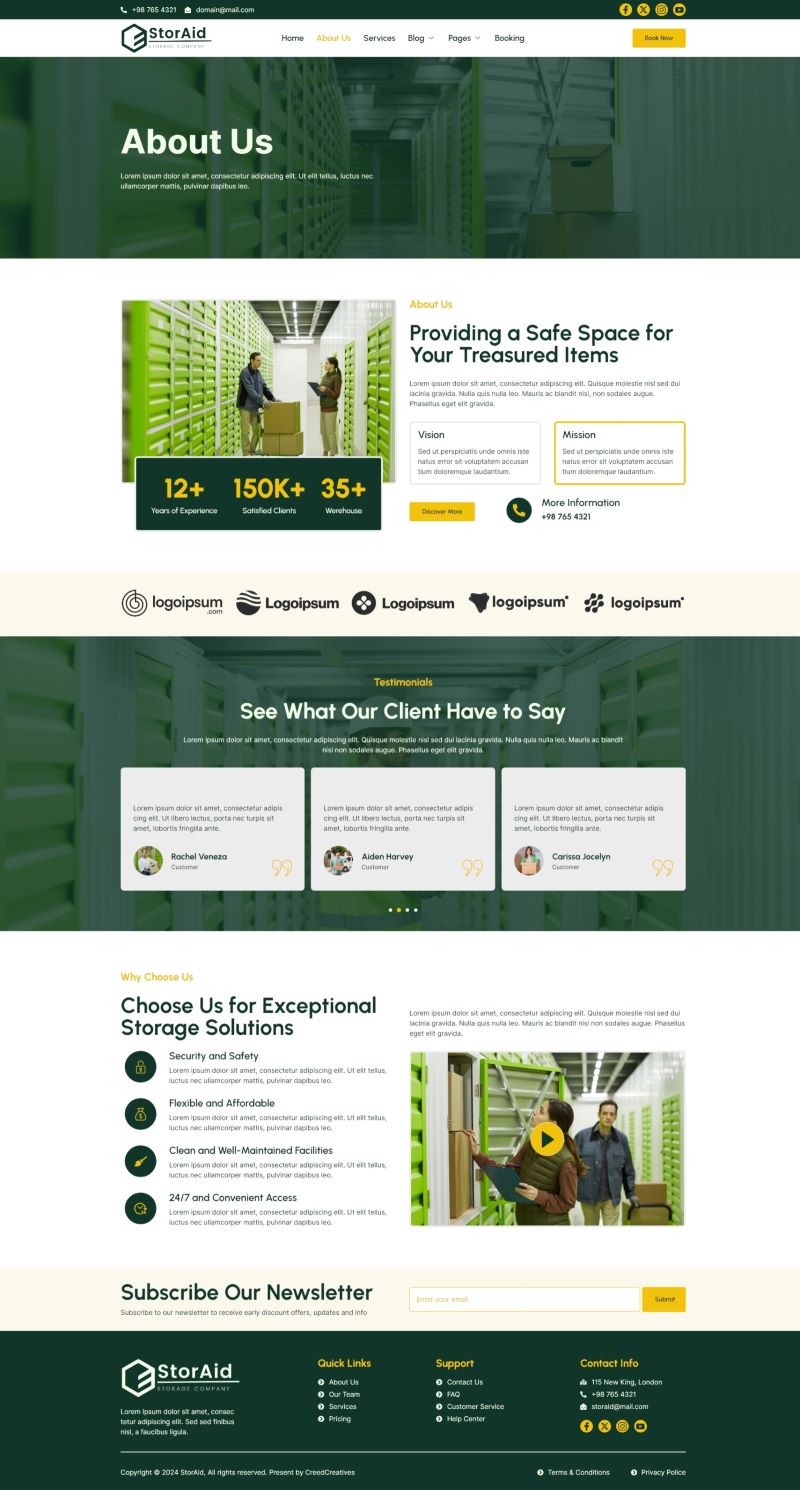 +98 765 4321 domain@mail.com
StorAid
STORAGE COMPANY
Home About Us Services Blog Pages Booking
Book Now
About Us
Lorem ipsum dolor sit amet, consectetur adipiscing elit. Ut elit tellus, luctus nec
ullamcorper mattis, pulvinar dapibus leo.
12+ 150K+ 35+
Years of Experience Satisfied Clients Werehouse
About Us
Providing a Safe Space for
Your Treasured Items
Lorem ipsum dolor sit amet, consectetur adipiscing elit. Quisque molestie nisl sed dui
lacinia gravida. Nulla quis nulla leo. Mauris ac blandit nisi, non sodales augue.
Phasellus eget elit gravida.
Vision
Sed ut perspiciatis unde omnis iste
natus error sit voluptatem accusan
tium doloremque laudantium.
Mission
Sed ut perspiciatis unde omnis iste
natus error sit voluptatem accusan
tium doloremque laudantium.
Discover More
More Information
+98 765 4321
logoipsum
.com
Logoipsum
Logoipsum
logoipsum
logoipsum
Testimonials
See What Our Client Have to Say
Lorem ipsum dolor sit amet, consectetur adipiscing elit. Quisque molestie nisl sed dui lacinia gravida. Nulla quis nulla leo. Mauris ac blandit
nisi non sodales augue. Phasellus eget elit gravida.
Lorem ipsum dolor sit amet, consectetur adipis
cing elit. Ut libero lectus, porta nec turpis sit
amet, lobortis fringilla ante.
Rachel Veneza
Customer
Lorem ipsum dolor sit amet, consectetur adipis
cing elit. Ut libero lectus, porta nec turpis sit
amet, lobortis fringilla ante.
Aiden Harvey
Customer
Lorem ipsum dolor sit amet, consectetur adipis
cing elit. Ut libero lectus, porta nec turpis sit
amet, lobortis fringilla ante.
Carissa Jocelyn
Customer
Why Choose Us
Choose Us for Exceptional
Storage Solutions
Security and Safety
Lorem ipsum dolor sit amet, consectetur adipiscing elit. Ut elit tellus,
luctus nec ullamcorper mattis, pulvinar dapibus leo.
Flexible and Affordable
Lorem ipsum dolor sit amet, consectetur adipiscing elit. Ut elit tellus,
luctus nec ullamcorper mattis, pulvinar dapibus leo.
Clean and Well-Maintained Facilities
Lorem ipsum dolor sit amet, consectetur adipiscing elit. Ut elit tellus,
luctus nec ullamcorper mattis, pulvinar dapibus leo.
24/7 and Convenient Access
Lorem ipsum dolor sit amet, consectetur adipiscing elit. Ut elit tellus,
luctus nec ullamcorper mattis, pulvinar dapibus leo.
Lorem ipsum dolor sit amet, consectetur adipiscing elit. Quisque molestie nisl sed dui
lacinia gravida. Nulla quis nulla leo. Mauris ac blandit nisi non sodales augue. Phasellus
eget elit gravida.
Subscribe Our Newsletter
Subscribe to our newsletter to receive early discount offers, updates and info
Enter your email
Submit
StorAid
STORAGE COMPANY
Lorem ipsum dolor sit amet, consec
tetur adipiscing elit. Sed sed finibus
nisl, a faucibus ligula.
Quick Links
About Us
Our Team
Services
Pricing
Support
Contact Us
FAQ
Customer Service
Help Center
Contact Info
115 New King, London
+98 765 4321
storaid@mail.com
Copyright © 2024 StorAid, All rights reserved. Present by CreedCreatives
Terms & Conditions Privacy Police